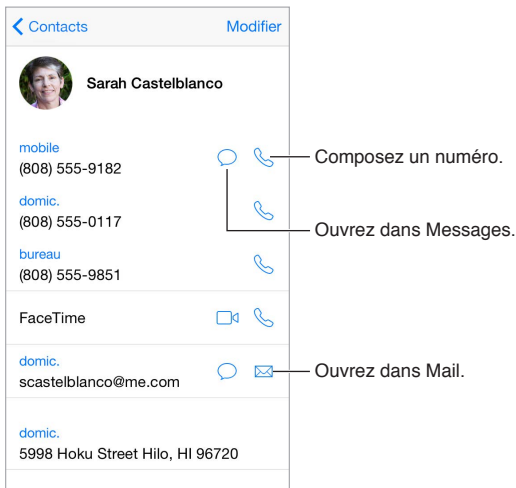 Contacts
Modifier
Sarah Castelblanco
mobile
(808) 555-9182
Composez un numéro.
domic.
(808) 555-0117
Ouvrez dans Messages.
bureau
(808) 555-9851
FaceTime
domic.
scastelblanco@me.com
Ouvrez dans Mail.
domic.
5998 Hoku Street Hilo, HI 96720